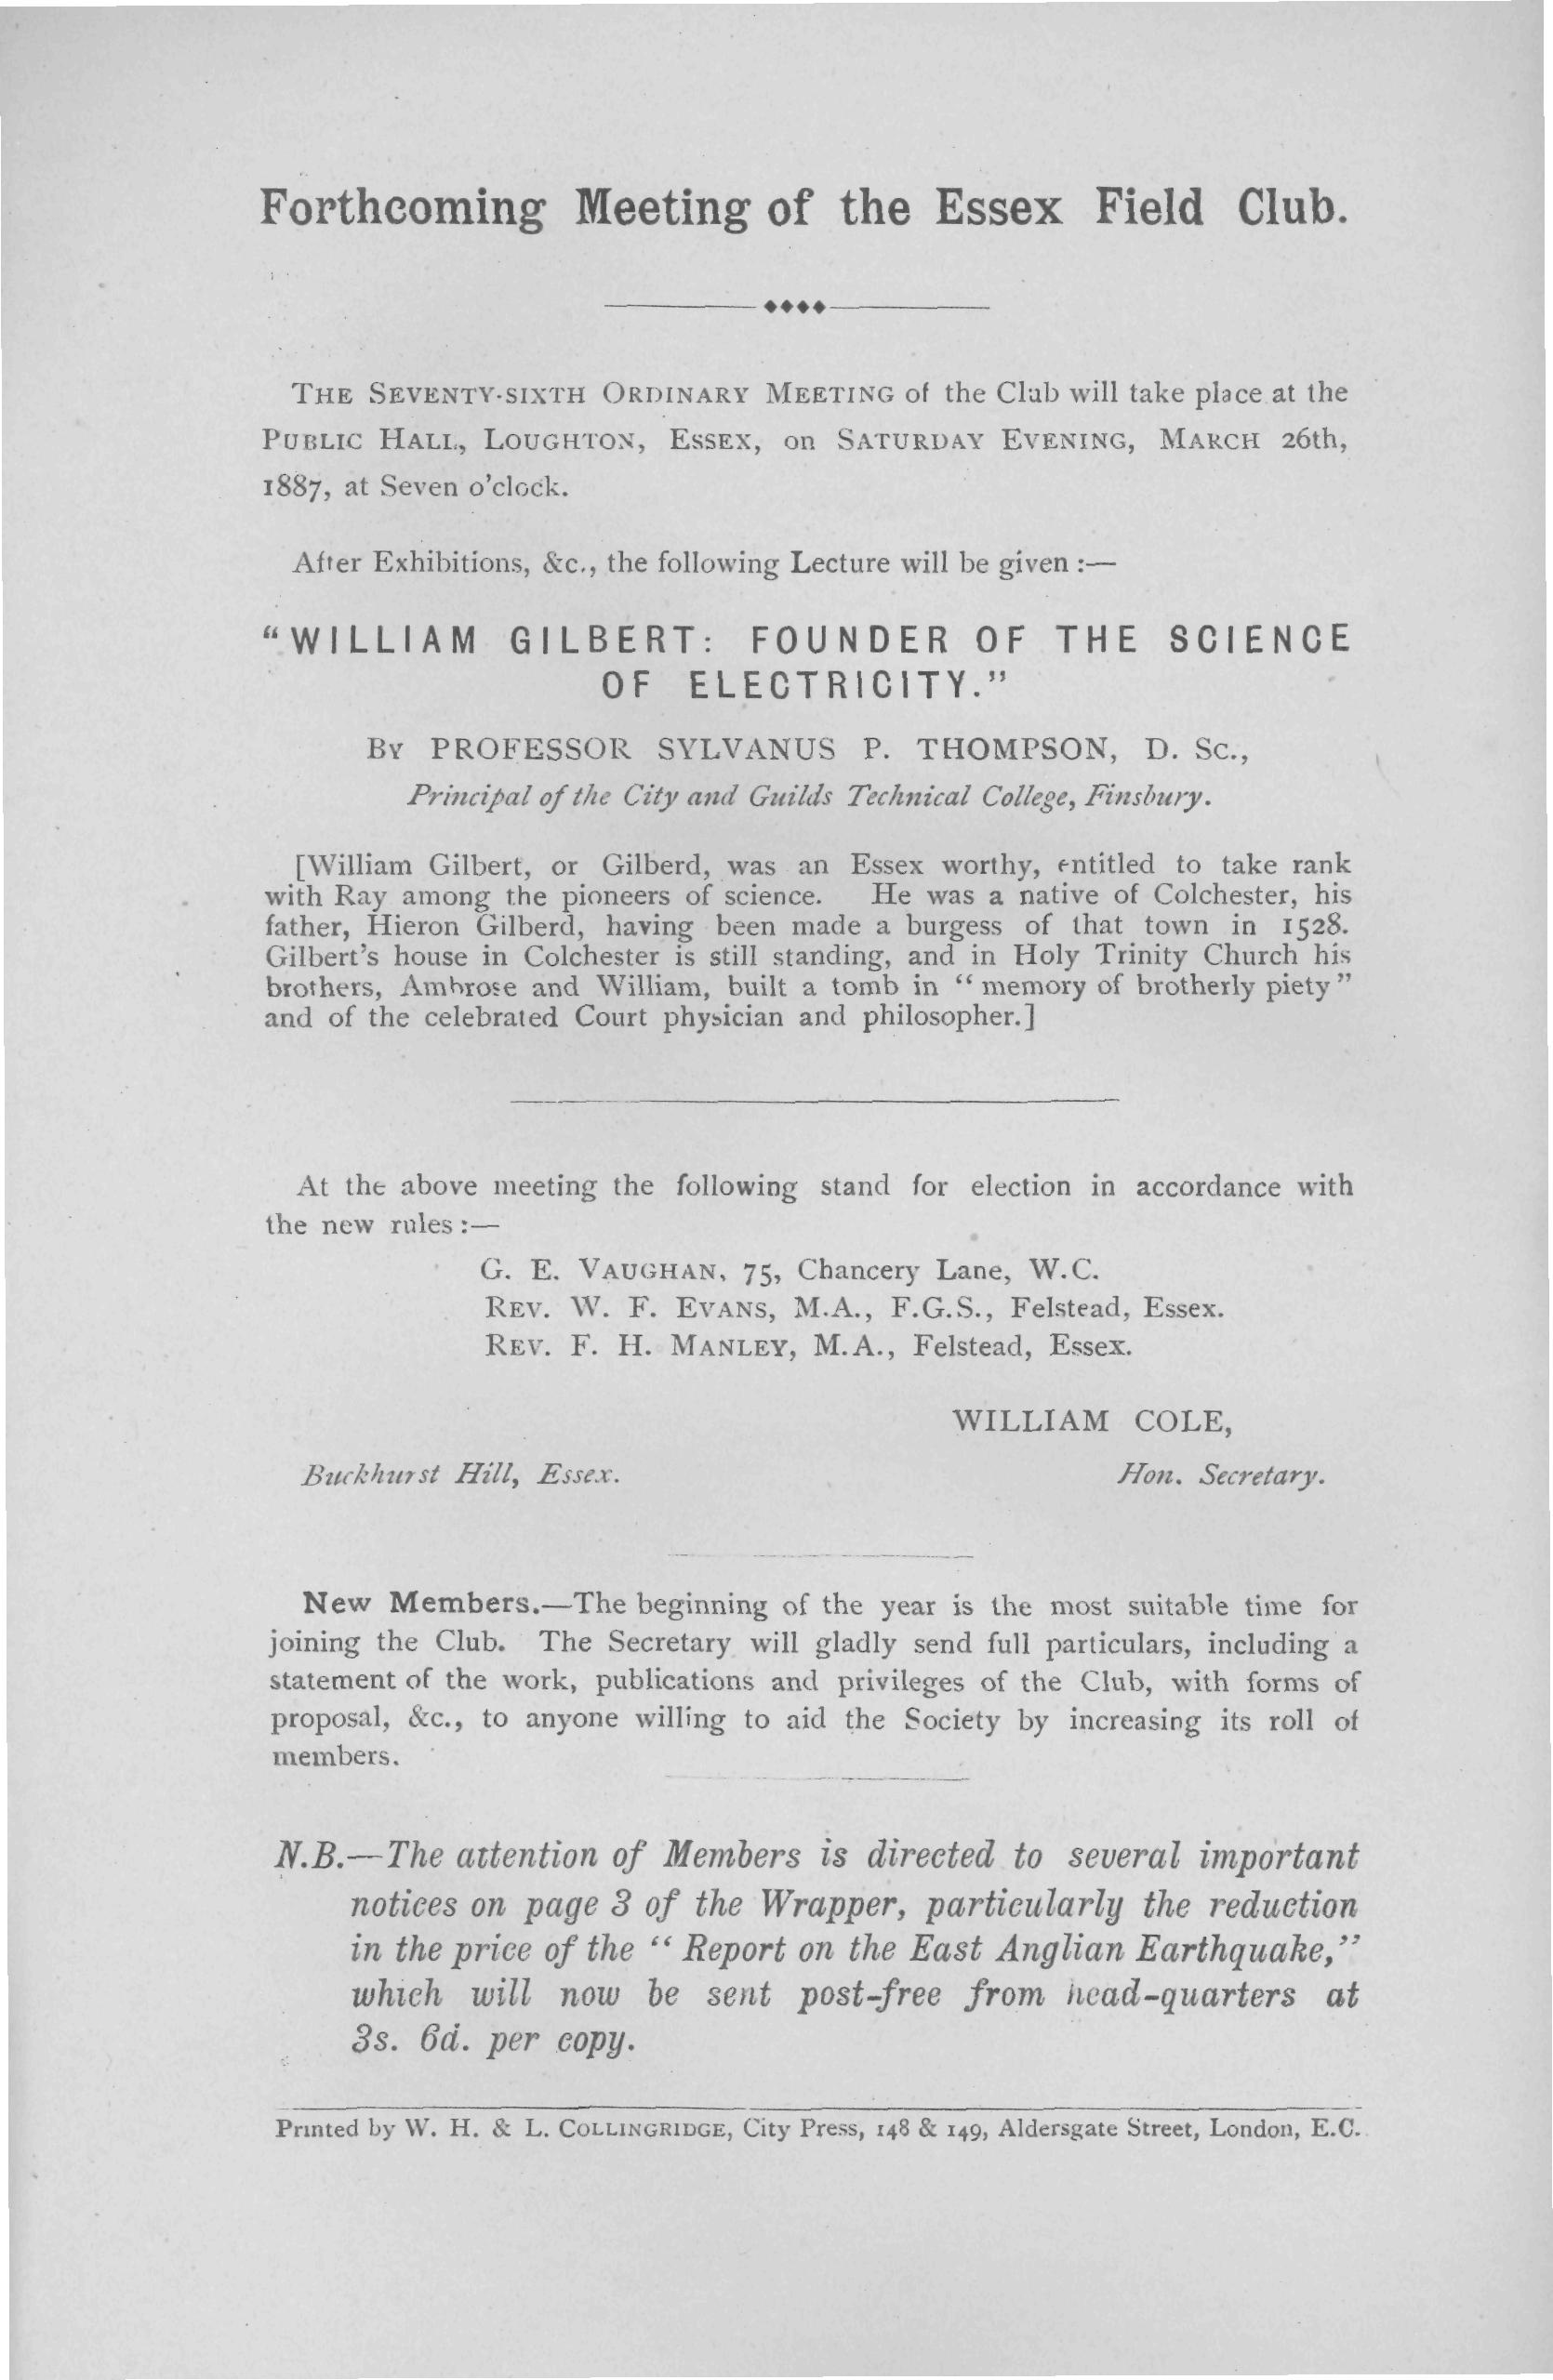 Forthcoming Meeting of the Essex Field Club.
THE SEVENTY-SIXTH ORDINARY MEETING of the Club will take place at the
PUBLIC HALL, LOUGHTON, ESSEX, on SATURDAY EVENING, MARCH 26th,
1887, at Seven o'clock.
After Exhibitions, &c., the following Lecture will be given :—
"WILLIAM GILBERT: FOUNDER OF THE SCIENCE
OF ELECTRICITY."
BY PROFESSOR SYLVANUS P. THOMPSON, D. Sc.,
Principal of the City and Guilds Technical College, Finsbury.
[William Gilbert, or Gilberd, was an Essex worthy, entitled to take rank
with Ray among the pioneers of science. He was a native of Colchester, his
father, Hieron Gilberd, having been made a burgess of that town in 1528.
Gilbert's house in Colchester is still standing, and in Holy Trinity Church his
brothers, Ambrose and William, built a tomb in "memory of brotherly piety"
and of the celebrated Court physician and philosopher.]
At the above meeting the following stand for election in accordance with
the new rules :—
G. E. VAUGHAN, 75, Chancery Lane, W.C.
REV. W. F. EVANS, M.A., F.G.S., Felstead, Essex.
REV. F. H. MANLEY, M.A., Felstead, Essex.
WILLIAM COLE,
Buckhurst Hill, Essex. Hon. Secretary.
New Members.—The beginning of the year is the most suitable time for
joining the Club. The Secretary will gladly send full particulars, including a
statement of the work, publications and privileges of the Club, with forms of
proposal, &c., to anyone willing to aid the Society by increasing its roll of
members.
N.B.—The attention of Members is directed to several important
notices on page 3 of the Wrapper, particularly the reduction
in the price of the "Report on the East Anglian Earthquake,"
which will now be sent post-free from head-quarters at
3s. 6d. per copy.
Printed by W. H. & L. COLLINGRIDGE, City Press, 148 & 149, Aldersgate Street, London, E.C.